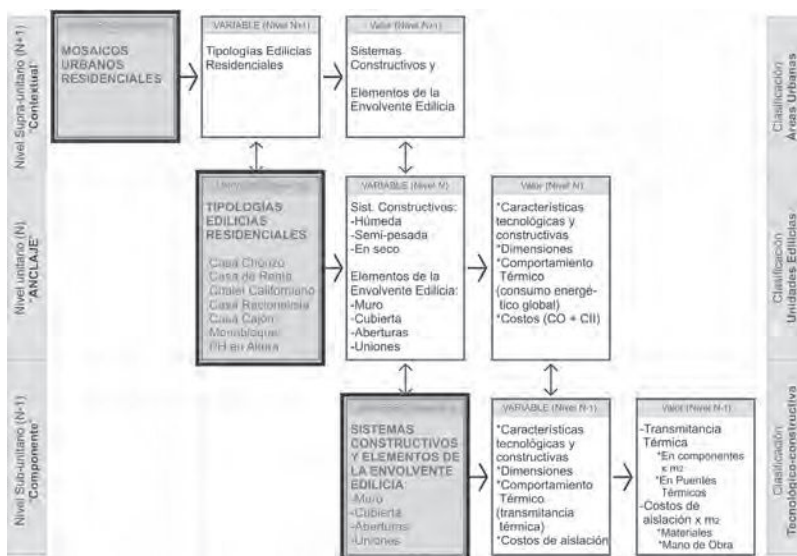 Nivel Supra-unitario (N+1)
"Contextual"
MOSAICOS
URBANOS
RESIDENCIALES
VARIABLE (Nivel N+1)
Tipologías Edilicias
Residenciales
Valor (Nivel N+1)
Sistemas
Constructivos y
Elementos de la
Envolvente Edilicia
Clasificación
Áreas Urbanas
Nivel unitario (N)
"ANCLAJE"
TIPOLOGÍAS
EDILICIAS
RESIDENCIALES
Casa Chorizo
Casa de Renta
Chalet Californiano
Casa Racionalista
Casa Cajón
Monobloque
PH en Altura
VARIABLE (Nivel N)
Sist. Constructivos:
-Húmeda
-Semi-pesada
-En seco
Elementos de la
Envolvente Edilicia:
-Muro
-Cubierta
-Aberturas
-Uniones
Valor (Nivel N)
*Características
tecnológicas y
constructivas
*Dimensiones
*Comportamiento
Térmico
(consumo energé-
tico global)
*Costos (CO + CII)
Clasificación
Unidades Edilicias
Nivel Sub-unitario (N-1)
"Componente"
SISTEMAS
CONSTRUCTIVOS
Y ELEMENTOS DE
LA ENVOLVENTE
EDILICIA:
-Muro
-Cubierta
-Aberturas
-Uniones
VARIABLE (Nivel N-1)
*Características
tecnológicas y
constructivas
*Dimensiones
*Comportamiento
Térmico
(transmitancia
térmica)
*Costos de aislación
Valor (Nivel N-1)
-Transmitancia
Térmica
*En componentes
x m2
*En Puentes
Térmicos
-Costos de
aislación x m2
*Materiales
*Mano de Obra
Clasificación
Tecnológico-constructiva